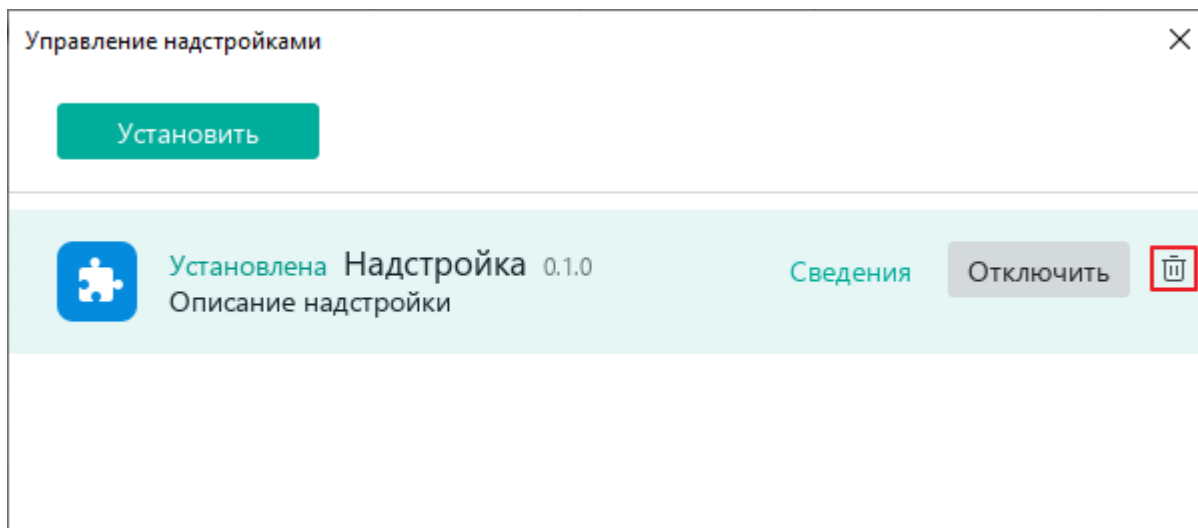 Управление надстройками
Установить
Установлена Надстройка 0.1.0
Сведения
Отключить
Описание надстройки